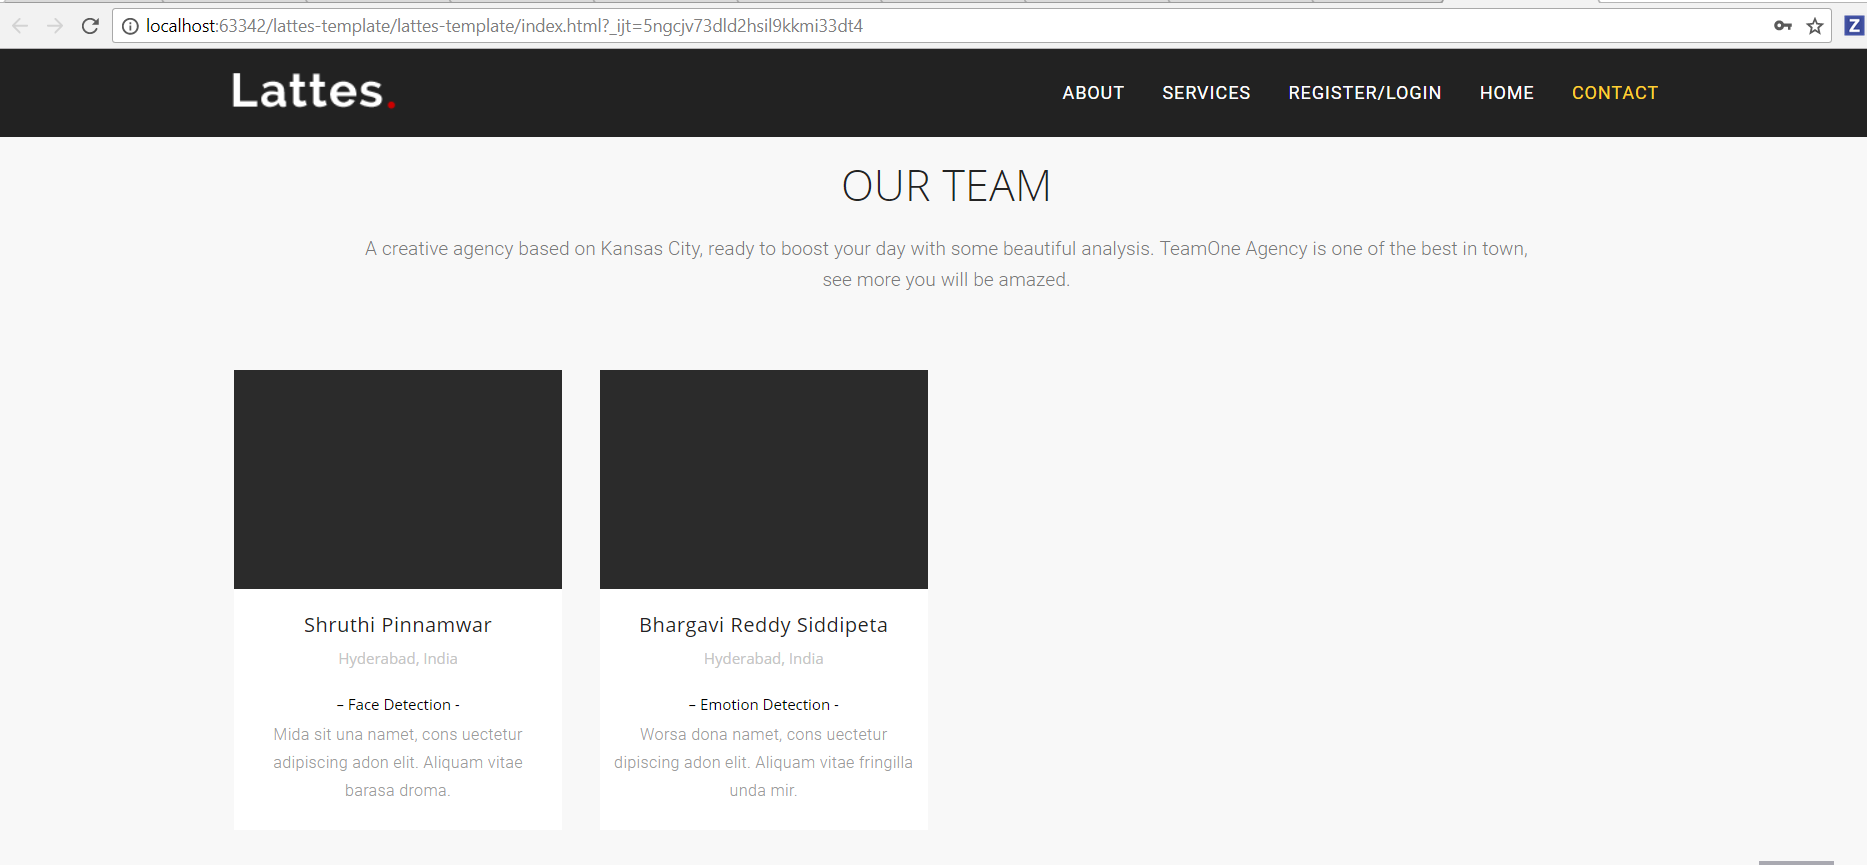 localhost:63342/lattes-template/lattes-template/index.html?_ijt=5ngcjv73dld2hsil9kkmi33dt4
Z
Lattes.
ABOUT SERVICES REGISTER/LOGIN HOME CONTACT
OUR TEAM
A creative agency based on Kansas City, ready to boost your day with some beautiful analysis. TeamOne Agency is one of the best in town,
see more you will be amazed.
Shruthi Pinnamwar
Hyderabad, India
– Face Detection -
Mida sit una namet, cons uectetur
adipiscing adon elit. Aliquam vitae
barasa droma.
Bhargavi Reddy Siddipeta
Hyderabad, India
– Emotion Detection -
Worsa dona namet, cons uectetur
dipiscing adon elit. Aliquam vitae fringilla
unda mir.